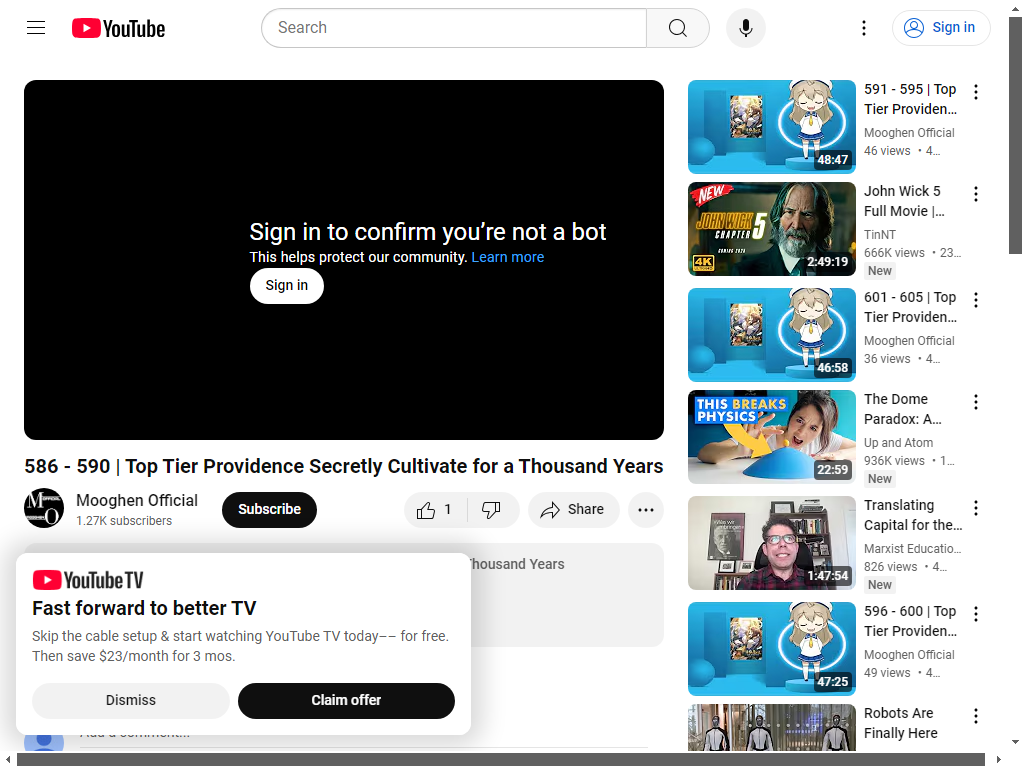 YouTube
Search
Sign in
Sign in to confirm you’re not a bot
This helps protect our community. Learn more
Sign in
586 - 590 | Top Tier Providence Secretly Cultivate for a Thousand Years
Mooghen Official
1.27K subscribers
Subscribe
1
Share
Thousand Years
YouTube TV
Fast forward to better TV
Skip the cable setup & start watching YouTube TV today–– for free.
Then save $23/month for 3 mos.
Dismiss
Claim offer
48:47
591 - 595 | Top
Tier Providen…
Mooghen Official
46 views • 4…
NEW
JOHN WICK 5
CHAPTER
4K
2:49:19
John Wick 5
Full Movie |…
TinNT
666K views • 23…
New
46:58
601 - 605 | Top
Tier Providen…
Mooghen Official
36 views • 4…
THIS BREAKS
PHYSICS
22:59
The Dome
Paradox: A…
Up and Atom
936K views • 1…
New
1:47:54
Translating
Capital for the…
Marxist Educatio…
826 views • 4…
New
47:25
596 - 600 | Top
Tier Providen…
Mooghen Official
49 views • 4…
Robots Are
Finally Here